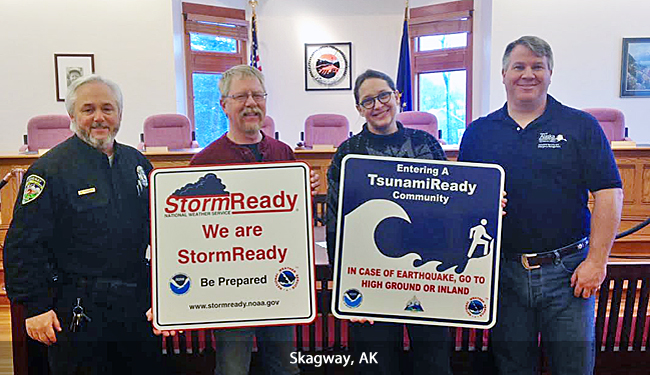 StormReady
NATIONAL WEATHER SERVICE
We are
StormReady
Be Prepared
www.stormready.noaa.gov
Entering A
TsunamiReady
Community
IN CASE OF EARTHQUAKE, GO TO
HIGH GROUND OR INLAND
Skagway, AK